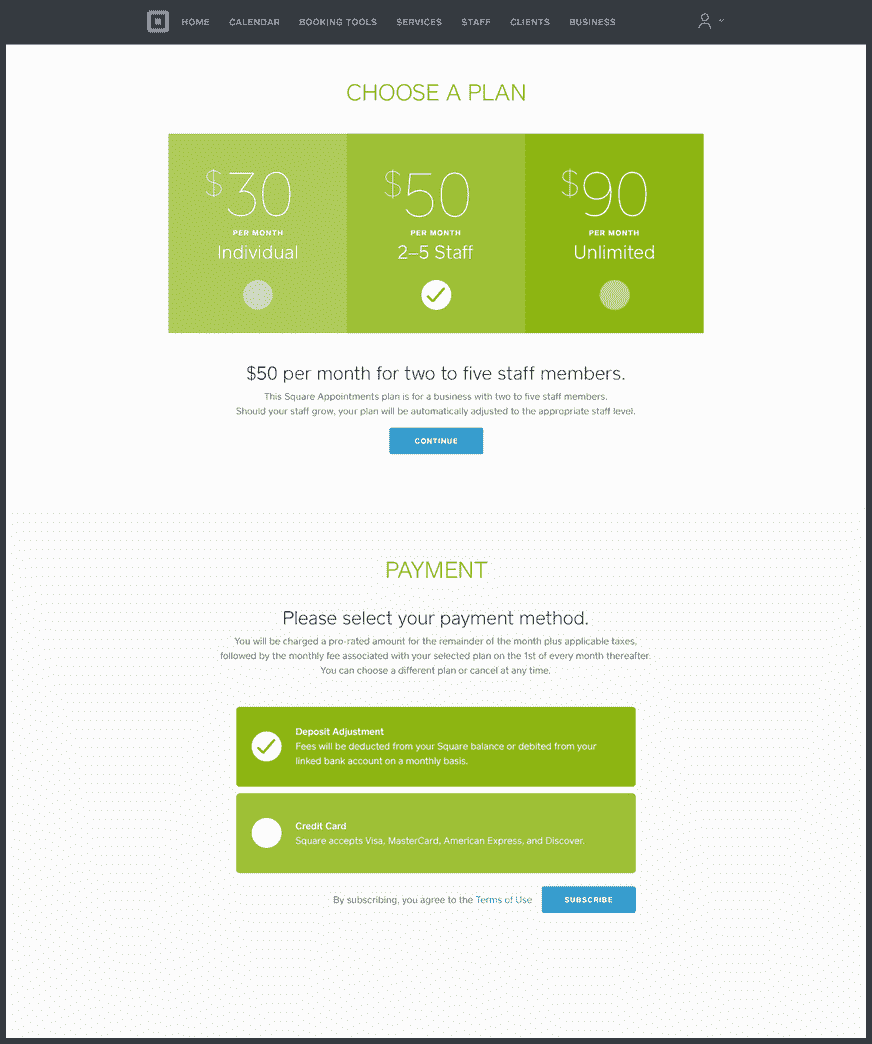 HOME CALENDAR BOOKING TOOLS SERVICES STAFF CLIENTS BUSINESS
CHOOSE A PLAN
$30 $50 $90
PER MONTH PER MONTH PER MONTH
Individual 2–5 Staff Unlimited
$50 per month for two to five staff members.
This Square Appointments plan is for a business with two to five staff members.
Should your staff grow, your plan will be automatically adjusted to the appropriate staff level.
CONTINUE
PAYMENT
Please select your payment method.
You will be charged a pro-rated amount for the remainder of the month plus applicable taxes,
followed by the monthly fee associated with your selected plan on the 1st of every month thereafter.
You can choose a different plan or cancel at any time.
Deposit Adjustment
Fees will be deducted from your Square balance or debited from your
linked bank account on a monthly basis.
Credit Card
Square accepts Visa, MasterCard, American Express, and Discover.
By subscribing, you agree to the Terms of Use SUBSCRIBE